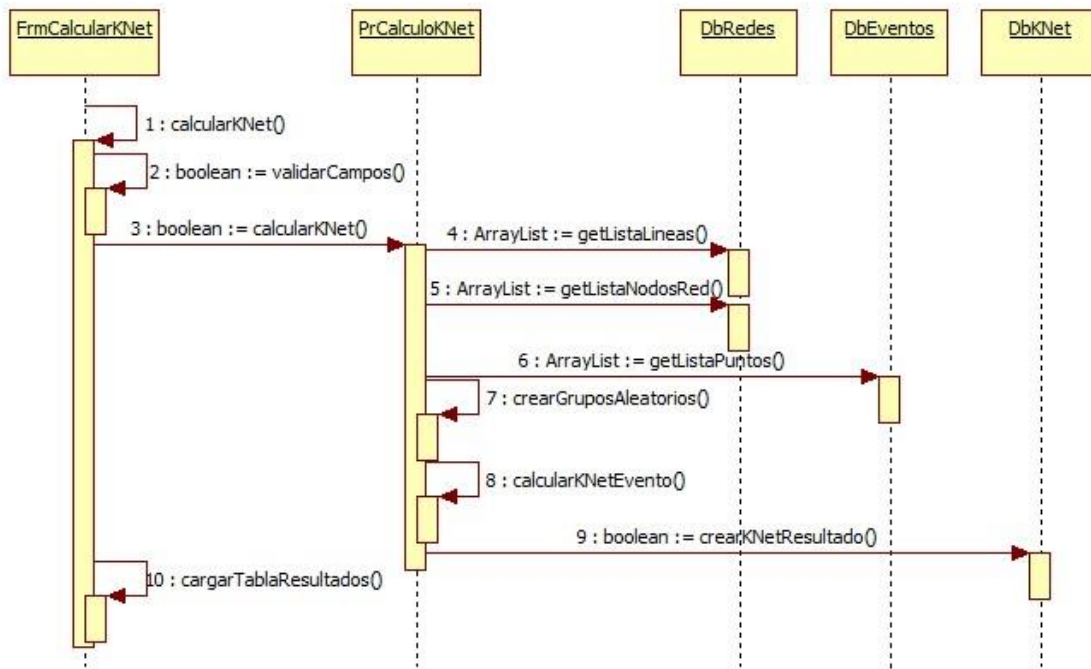 FrmCalcularKNet
PrCalculoKNet
DbRedes
DbEventos
DbKNet
1 : calcularKNet()
2 : boolean := validarCampos()
3 : boolean := calcularKNet()
4 : ArrayList := getListaLineas()
5 : ArrayList := getListaNodosRed()
6 : ArrayList := getListaPuntos()
7 : crearGruposAleatorios()
8 : calcularKNetEvento()
9 : boolean := crearKNetResultado()
10 : cargarTablaResultados()